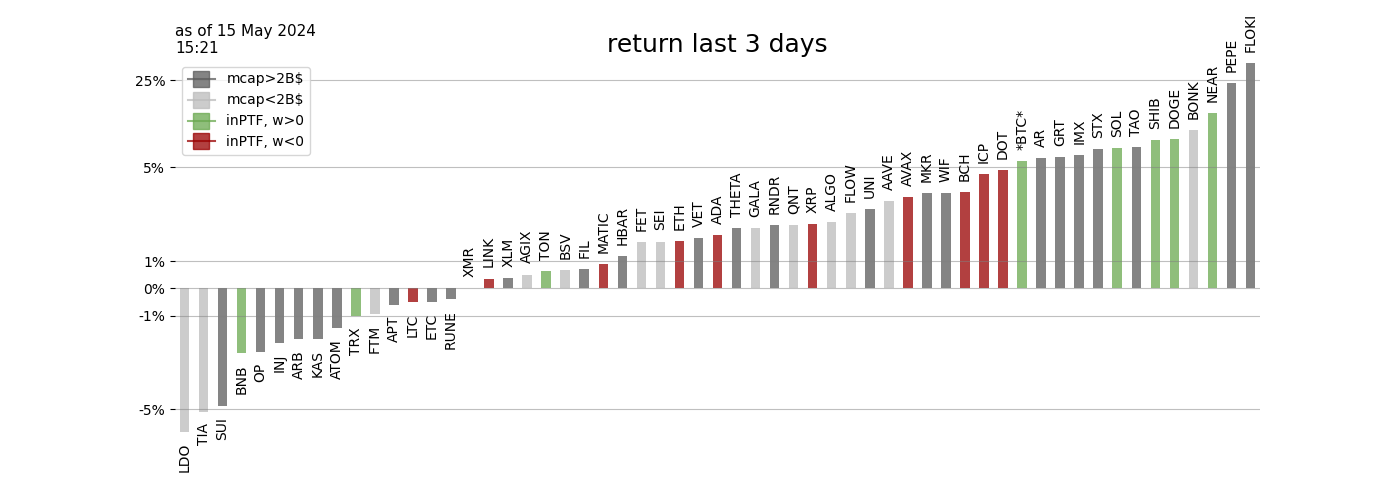 as of 15 May 2024
15:21
return last 3 days
mcap>2B$
mcap<2B$
inPTF, w>0
inPTF, w<0
25%
5%
1%
0%
-1%
-5%
LDO
TIA
SUI
BNB
OP
INJ
ARB
KAS
ATOM
TRX
FTM
APT
LTC
ETC
RUNE
XMR
LINK
XLM
AGIX
TON
BSV
FIL
MATIC
HBAR
FET
SEI
ETH
VET
ADA
THETA
GALA
RNDR
QNT
XRP
ALGO
FLOW
UNI
AAVE
AVAX
MKR
WIF
BCH
ICP
DOT
*BTC*
AR
GRT
IMX
STX
SOL
TAO
SHIB
DOGE
BONK
NEAR
PEPE
FLOKI